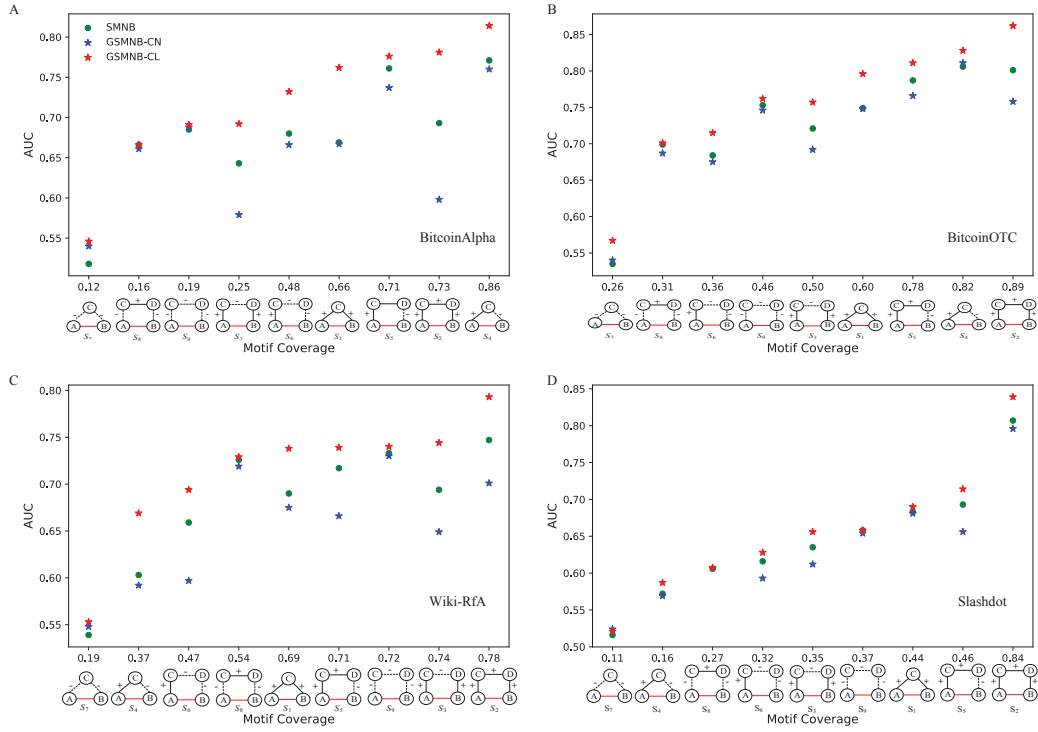 A
SMNB
GSMNB-CN
GSMNB-CL
AUC
0.80
0.75
0.70
0.65
0.60
0.55
BitcoinAlpha
0.12 0.16 0.19 0.25 0.48 0.66 0.71 0.73 0.86
S7 S8 S9 S3 S6 S1 S5 S2 S4
Motif Coverage
B
AUC
0.85
0.80
0.75
0.70
0.65
0.60
0.55
BitcoinOTC
0.26 0.31 0.36 0.46 0.50 0.60 0.78 0.82 0.89
S7 S8 S6 S9 S3 S1 S5 S4 S2
Motif Coverage
C
AUC
0.80
0.75
0.70
0.65
0.60
0.55
Wiki-RfA
0.19 0.37 0.47 0.54 0.69 0.71 0.72 0.74 0.78
S7 S4 S6 S8 S1 S5 S9 S3 S2
Motif Coverage
D
AUC
0.85
0.80
0.75
0.70
0.65
0.60
0.55
0.50
Slashdot
0.11 0.16 0.27 0.32 0.35 0.37 0.44 0.46 0.84
S7 S4 S8 S6 S3 S9 S1 S5 S2
Motif Coverage